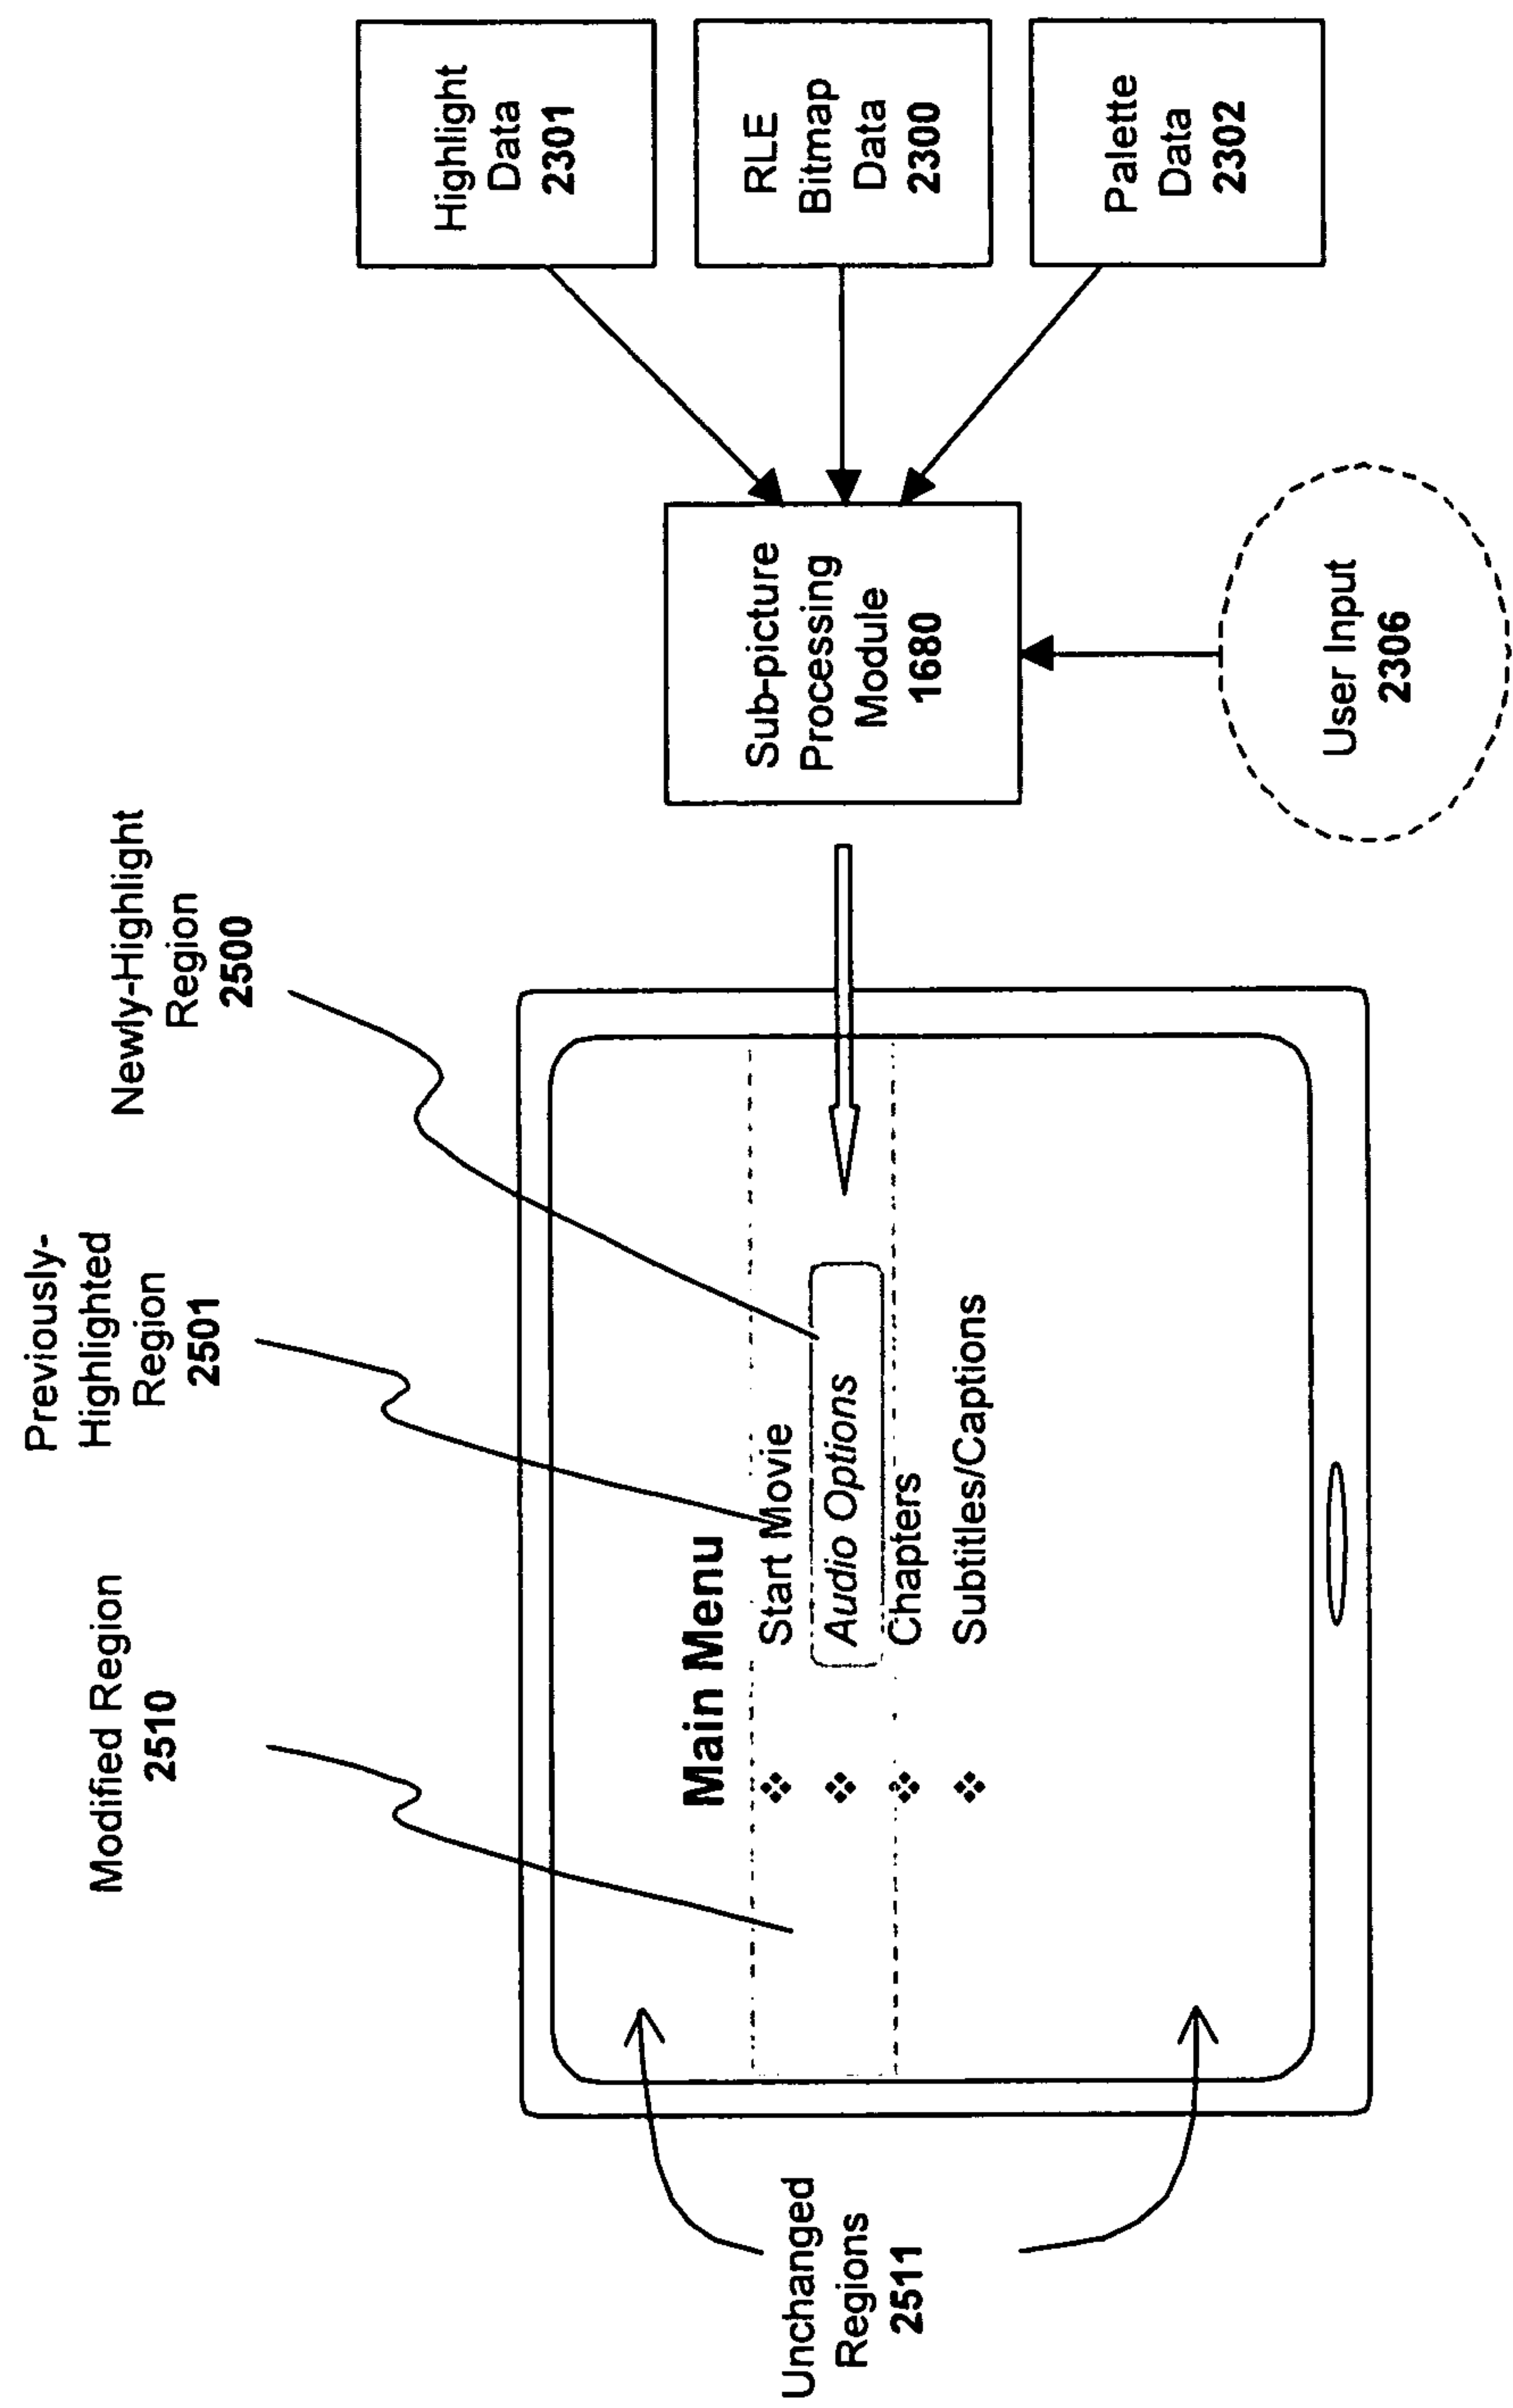 Unchanged
Regions
2511
Modified Region
2510
Previously-
Highlighted
Region
2501
Newly-Highlight
Region
2500
Main Menu
❖ Start Movie
❖ Audio Options
❖ Chapters
❖ Subtitles/Captions
Sub-picture
Processing
Module
1680
User Input
2306
Highlight
Data
2301
RLE
Bitmap
Data
2300
Palette
Data
2302